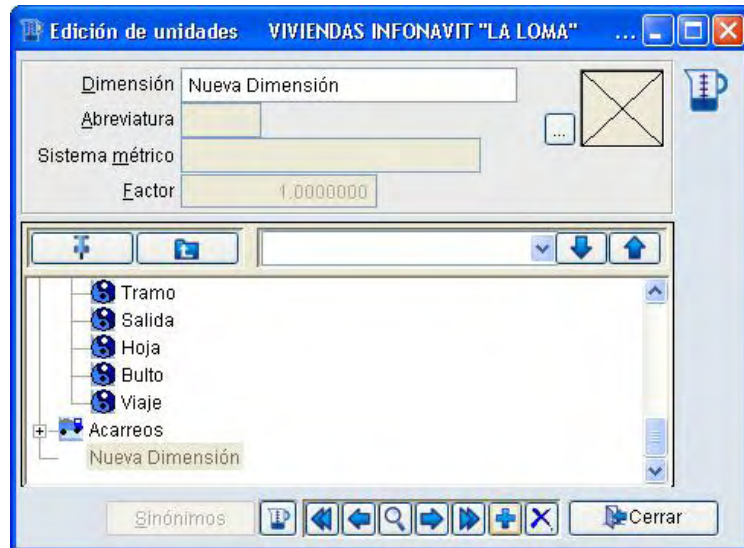 Edición de unidades VIVIENDAS INFONAVIT "LA LOMA" ...
Dimensión Nueva Dimensión
...
Abreviatura
Sistema métrico
Factor 1.0000000
Tramo
Salida
Hoja
Bulto
Viaje
Acarreos
Nueva Dimensión
Sinónimos Cerrar